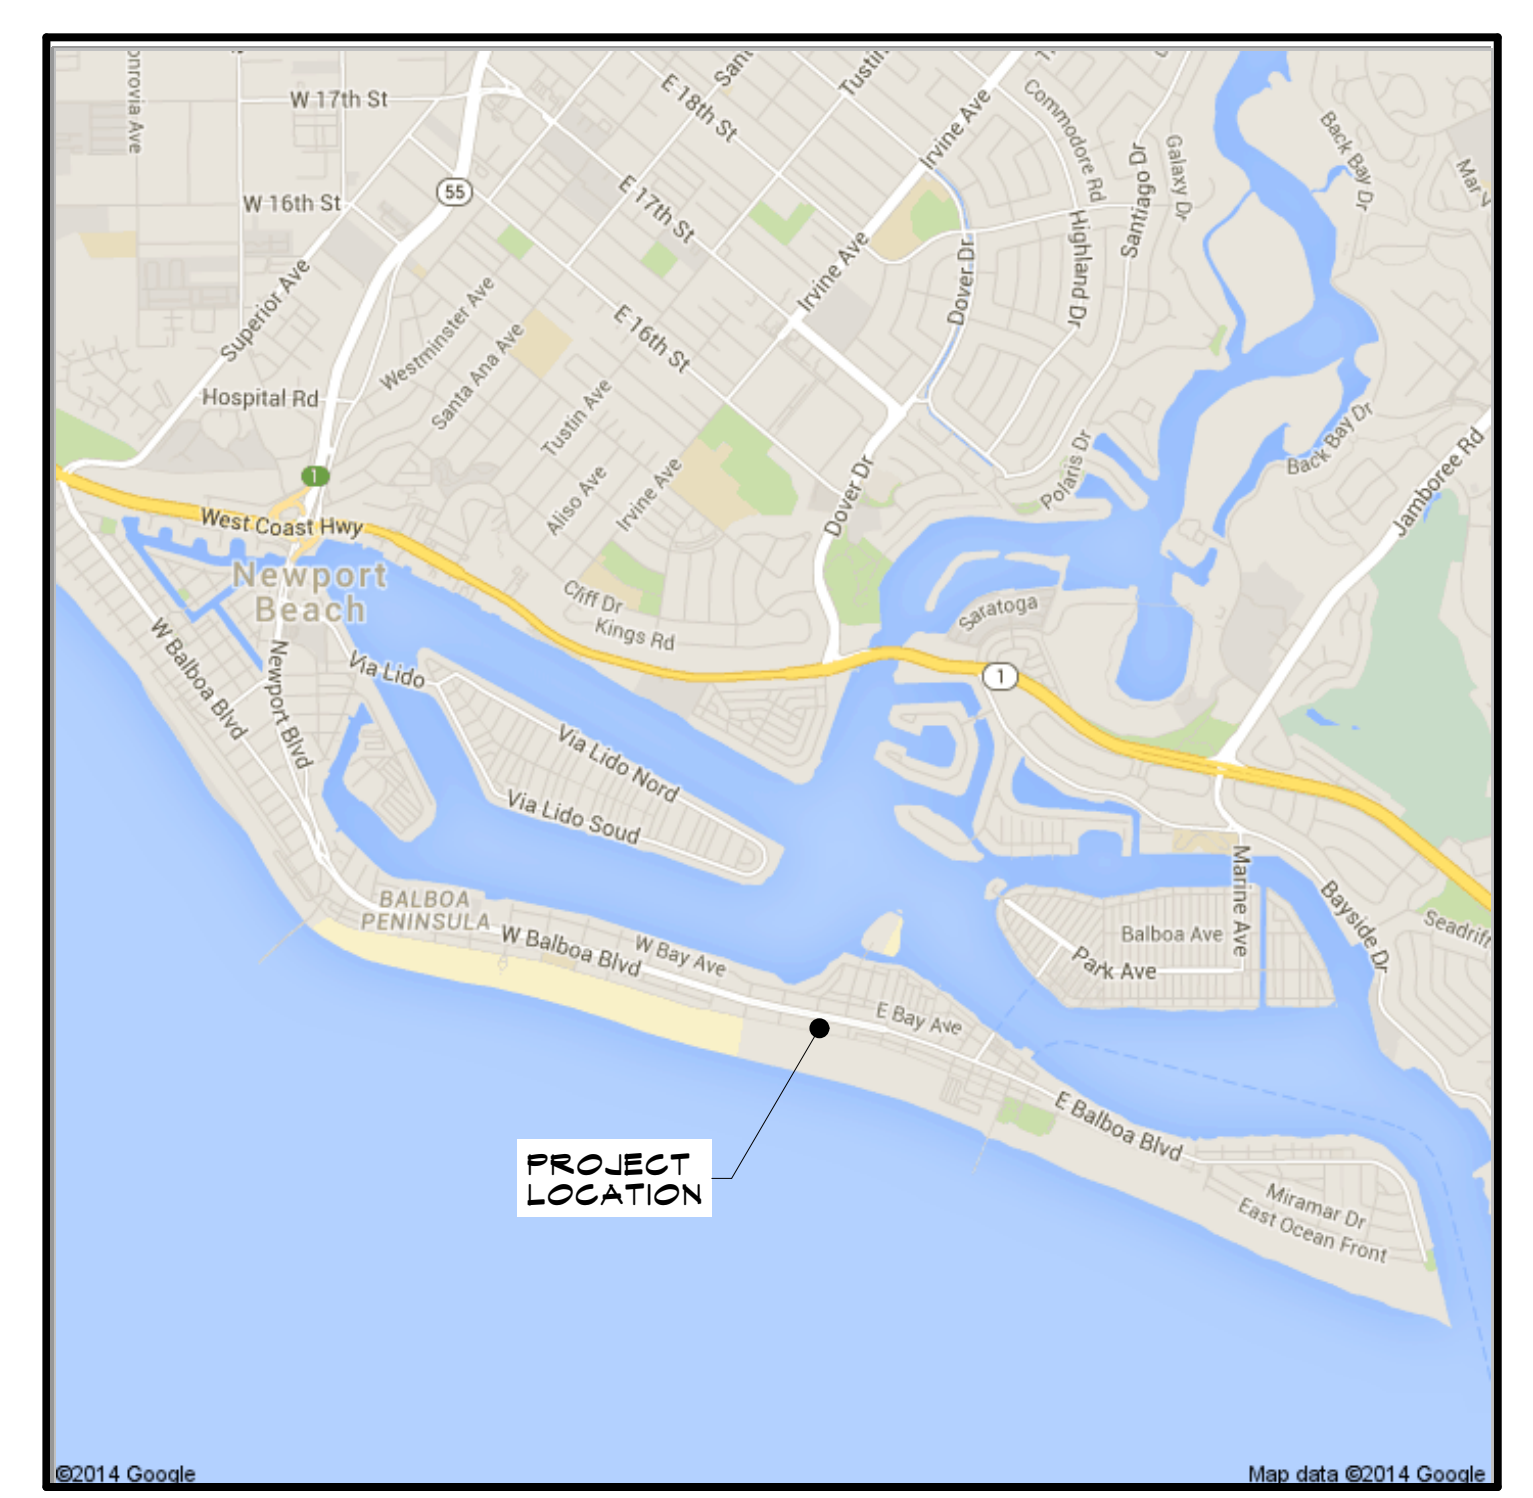 onrovia Ave
W 17th St
55
W 16th St
Superior Ave
Hospital Rd
1
West Coast Hwy
Newport
Beach
E 18th St
Tustin
Irvine Ave
Commodore Rd
Galaxy Dr
Santiago Dr
Highland Dr
Dover Dr
Back Bay Dr
E 17th St
Irvine Ave
Westminster Ave
Santa Ana Ave
E 16th St
Tustin Ave
Aliso Ave
Irvine Ave
Dover Dr
Polaris Dr
Back Bay Dr
Jamboree Rd
Cliff Dr
Kings Rd
Saratoga
1
W Balboa Blvd
Newport Blvd
Via Lido
Via Lido Nord
Via Lido Soud
BALBOA
PENINSULA
W Balboa Blvd
W Bay Ave
E Bay Ave
Marine Ave
Balboa Ave
Park Ave
Bayside Dr
Seadrift
E Balboa Blvd
Miramar Dr
East Ocean Front
PROJECT
LOCATION
©2014 Google
Map data ©2014 Google